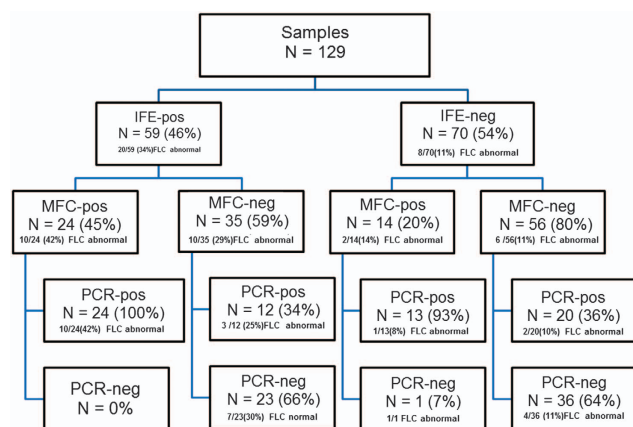 Samples
N = 129
IFE-pos
N = 59 (46%)
20/59 (34%)FLC abnormal
IFE-neg
N = 70 (54%)
8/70(11%) FLC abnormal
MFC-pos
N = 24 (45%)
10/24 (42%) FLC abnormal
MFC-neg
N = 35 (59%)
10/35 (29%)FLC abnormal
MFC-pos
N = 14 (20%)
2/14(14%) FLC abnormal
MFC-neg
N = 56 (80%)
6 /56(11%) FLC abnormal
PCR-pos
N = 24 (100%)
10/24(42%) FLC abnormal
PCR-pos
N = 12 (34%)
3 /12 (25%)FLC abnormal
PCR-pos
N = 13 (93%)
1/13(8%) FLC abnormal
PCR-pos
N = 20 (36%)
2/20(10%) FLC abnormal
PCR-neg
N = 0%
PCR-neg
N = 23 (66%)
7/23(30%) FLC normal
PCR-neg
N = 1 (7%)
1/1 FLC abnormal
PCR-neg
N = 36 (64%)
4/36 (11%)FLC abnormal